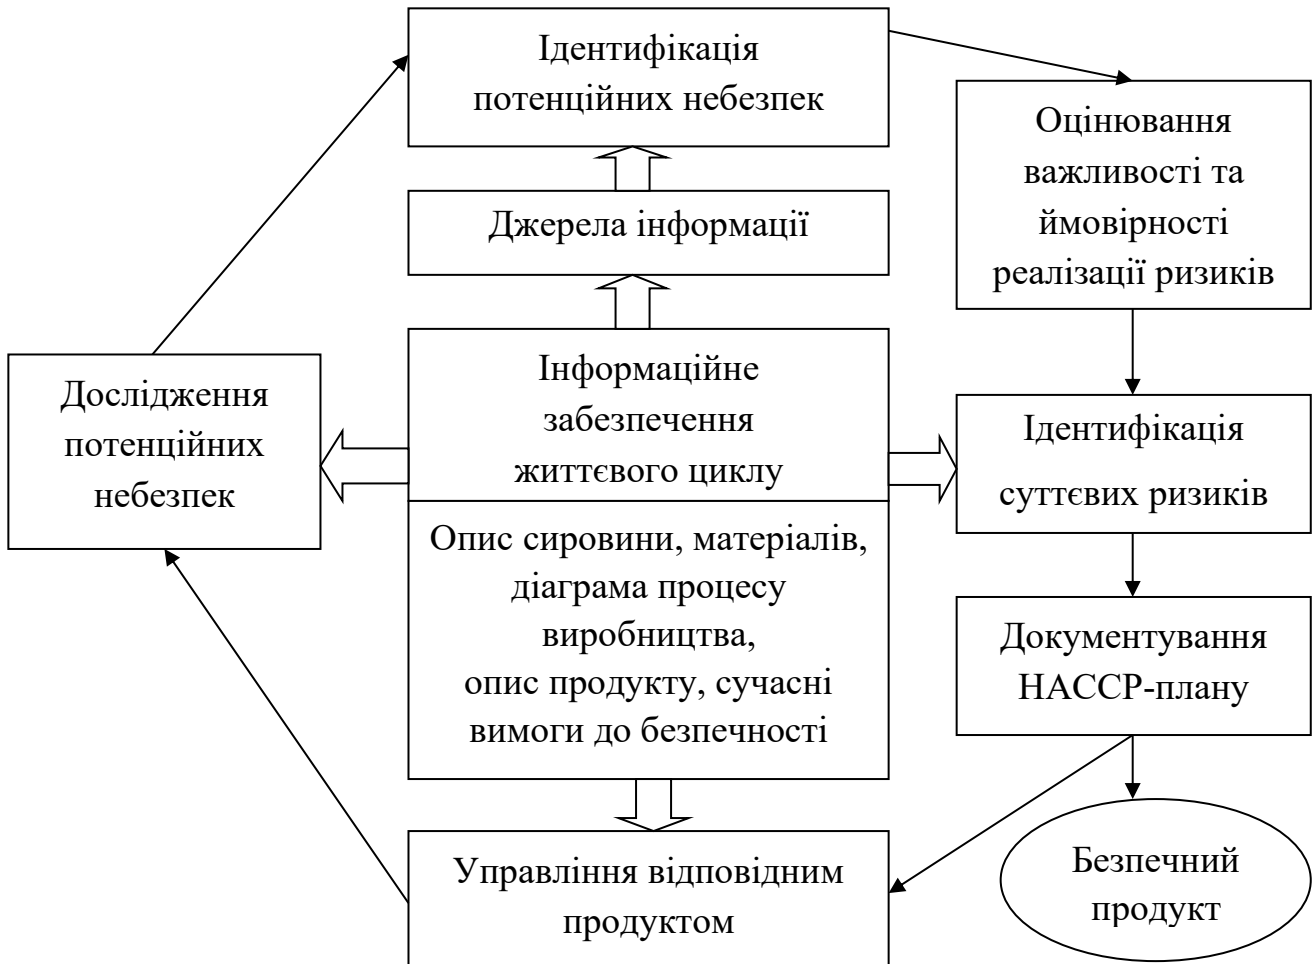 Ідентифікація
потенційних небезпек
Оцінювання
важливості та
ймовірності
реалізації ризиків
Джерела інформації
Інформаційне
забезпечення
життєвого циклу
Дослідження
потенційних
небезпек
Ідентифікація
суттєвих ризиків
Опис сировини, матеріалів,
діаграма процесу
виробництва,
опис продукту, сучасні
вимоги до безпечності
Документування
НАССР-плану
Управління відповідним
продуктом
Безпечний
продукт